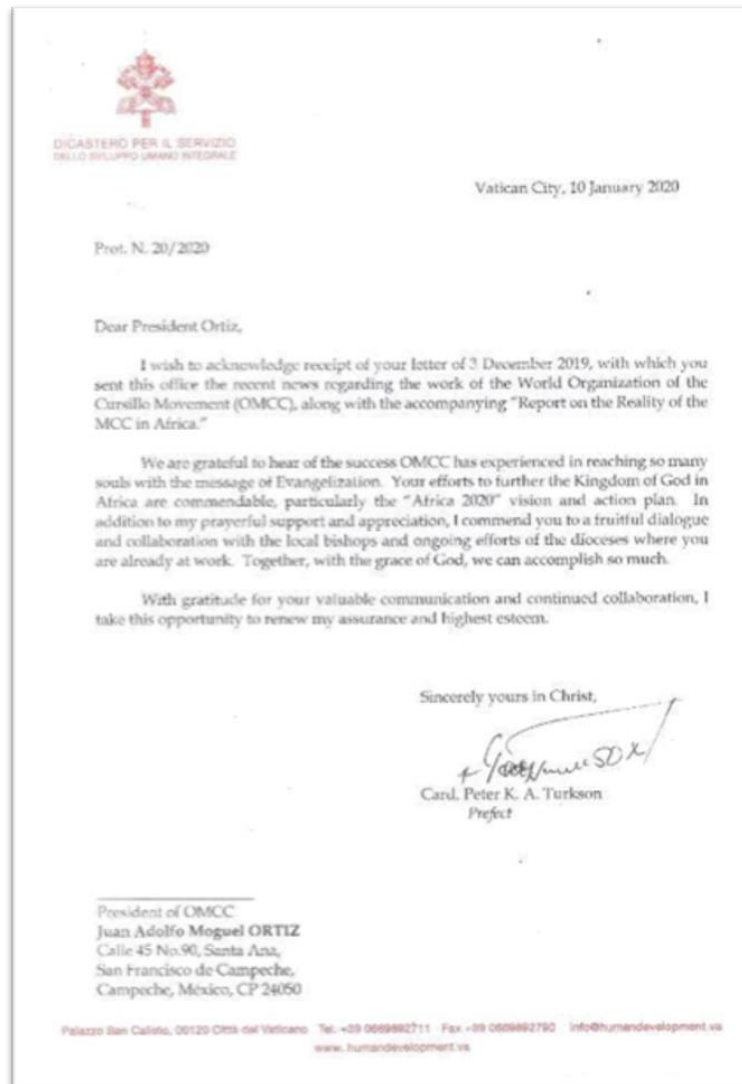 DICASTERO PER IL SERVIZIO
DELLO SVILUPPO UMANO INTEGRALE
Vatican City, 10 January 2020
Prot. N. 20/2020
Dear President Ortiz,
I wish to acknowledge receipt of your letter of 3 December 2019, with which you
sent this office the recent news regarding the work of the World Organization of the
Cursillo Movement (OMCC), along with the accompanying "Report on the Reality of the
MCC in Africa."
We are grateful to hear of the success OMCC has experienced in reaching so many
souls with the message of Evangelization. Your efforts to further the Kingdom of God in
Africa are commendable, particularly the "Africa 2020" vision and action plan. In
addition to my prayerful support and appreciation, I commend you to a fruitful dialogue
and collaboration with the local bishops and ongoing efforts of the dioceses where you
are already at work. Together, with the grace of God, we can accomplish so much.
With gratitude for your valuable communication and continued collaboration, I
take this opportunity to renew my assurance and highest esteem.
Sincerely yours in Christ,
Card. Peter K. A. Turkson
Prefect
President of OMCC
Juan Adolfo Moguel ORTIZ
Calle 45 No.90, Santa Ana,
San Francisco de Campeche,
Campeche, México, CP 24050
Palazzo San Calisto, 00120 Città del Vaticano Tel. +39 0669892711 Fax +39 0669892790 info@humandevelopment.va
www.humandevelopment.va